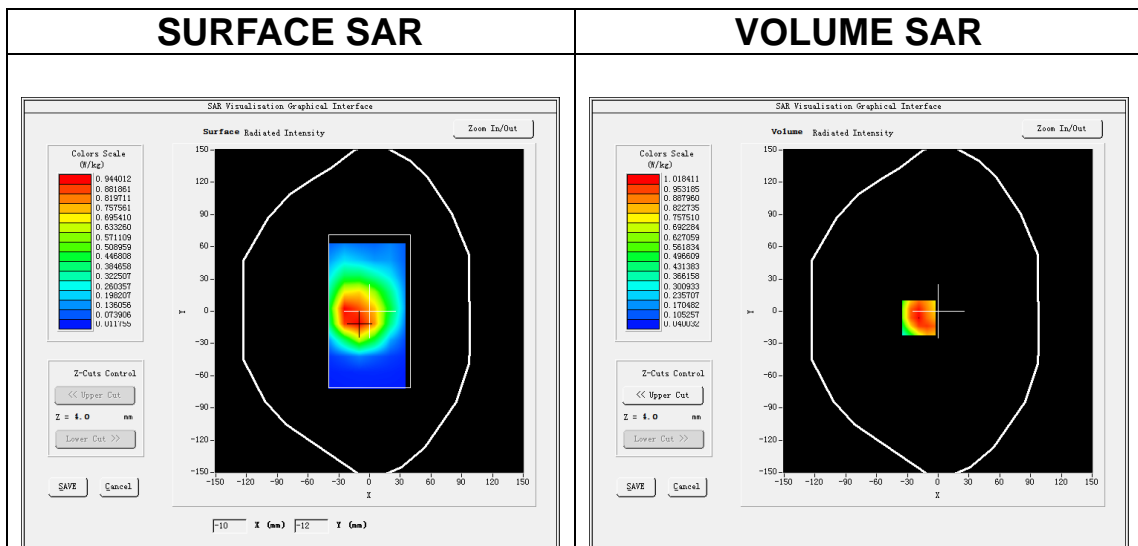 SURFACE SAR
VOLUME SAR
SAR Visualisation Graphical Interface
Surface Radiated Intensity
Zoom In/Out
Colors Scale
(W/kg)
0.944012
0.881861
0.819711
0.757561
0.695410
0.633260
0.571109
0.508959
0.446808
0.384658
0.322507
0.260357
0.198207
0.136056
0.073906
0.011755
150
120
90
60
30
0
-30
-60
-90
-120
-150
Y
-150 -120 -90 -60 -30 0 30 60 90 120 150
X
Z-Cuts Control
<< Upper Cut
Z = 4.0 mm
Lower Cut >>
SAVE Cancel
-10 X (mm) -12 Y (mm)
SAR Visualisation Graphical Interface
Volume Radiated Intensity
Zoom In/Out
Colors Scale
(W/kg)
1.018411
0.953185
0.887960
0.822735
0.757510
0.692284
0.627059
0.561834
0.496609
0.431383
0.366158
0.300933
0.235707
0.170482
0.105257
0.040032
150
120
90
60
30
0
-30
-60
-90
-120
-150
Y
-150 -120 -90 -60 -30 0 30 60 90 120 150
X
Z-Cuts Control
<< Upper Cut
Z = 4.0 mm
Lower Cut >>
SAVE Cancel